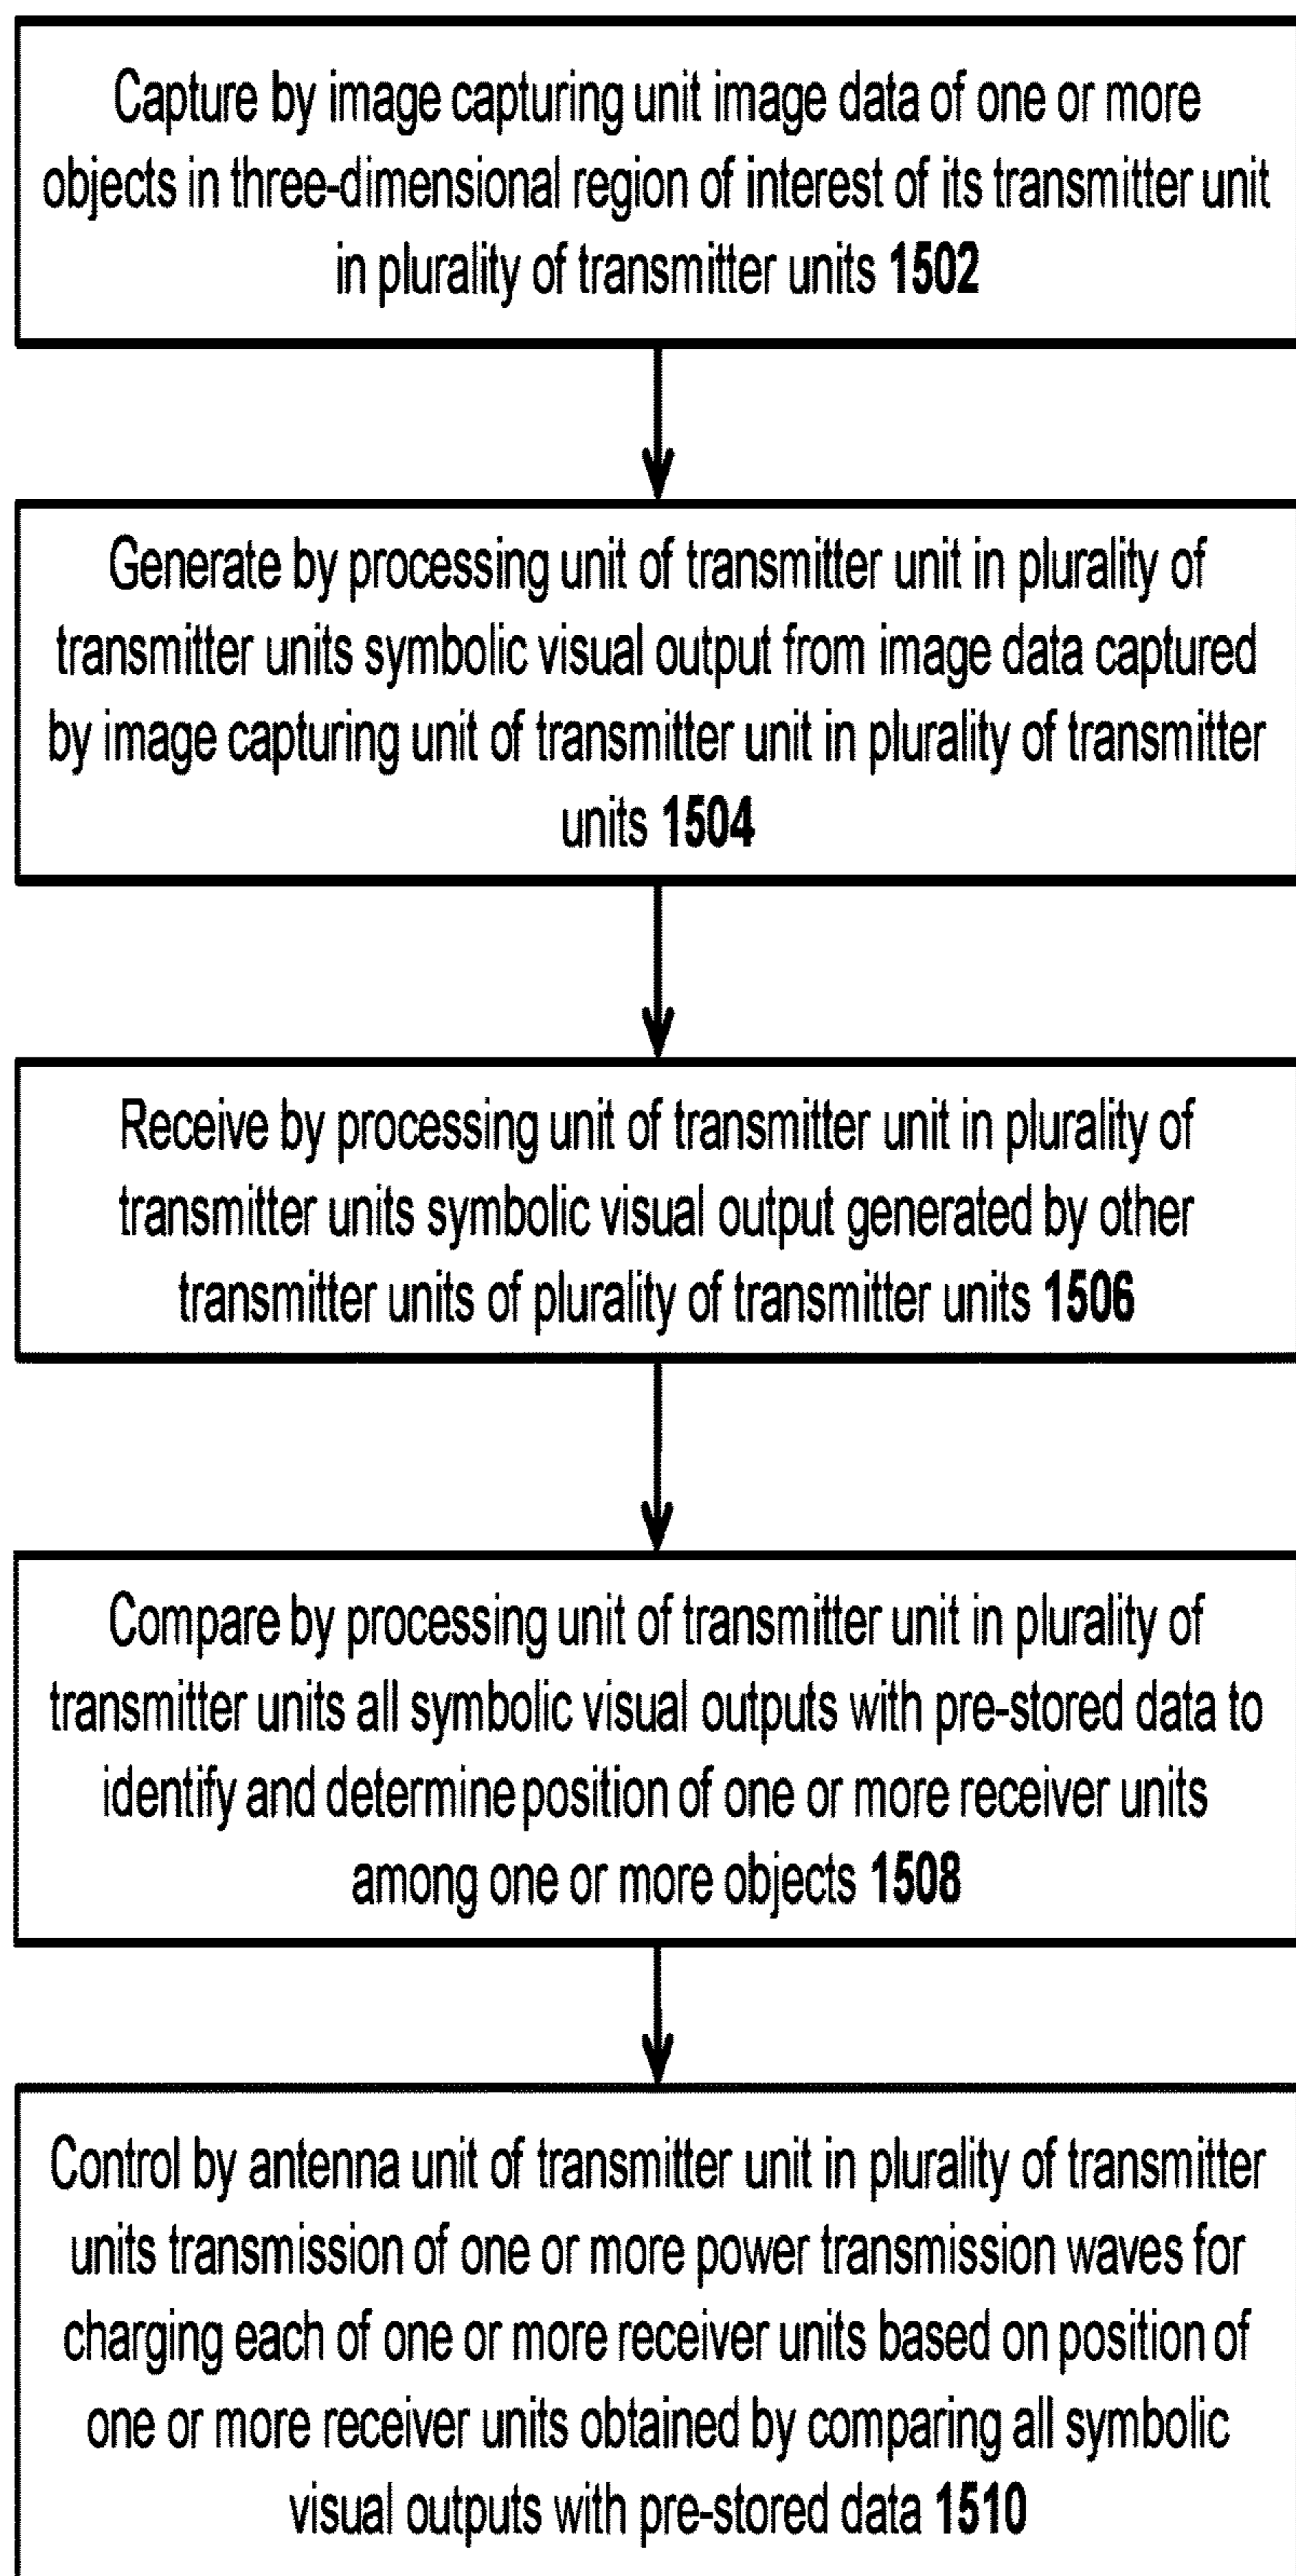 Capture by image capturing unit image data of one or more
objects in three-dimensional region of interest of its transmitter unit
in plurality of transmitter units 1502
Generate by processing unit of transmitter unit in plurality of
transmitter units symbolic visual output from image data captured
by image capturing unit of transmitter unit in plurality of transmitter
units 1504
Receive by processing unit of transmitter unit in plurality of
transmitter units symbolic visual output generated by other
transmitter units of plurality of transmitter units 1506
Compare by processing unit of transmitter unit in plurality of
transmitter units all symbolic visual outputs with pre-stored data to
identify and determine position of one or more receiver units
among one or more objects 1508
Control by antenna unit of transmitter unit in plurality of transmitter
units transmission of one or more power transmission waves for
charging each of one or more receiver units based on position of
one or more receiver units obtained by comparing all symbolic
visual outputs with pre-stored data 1510